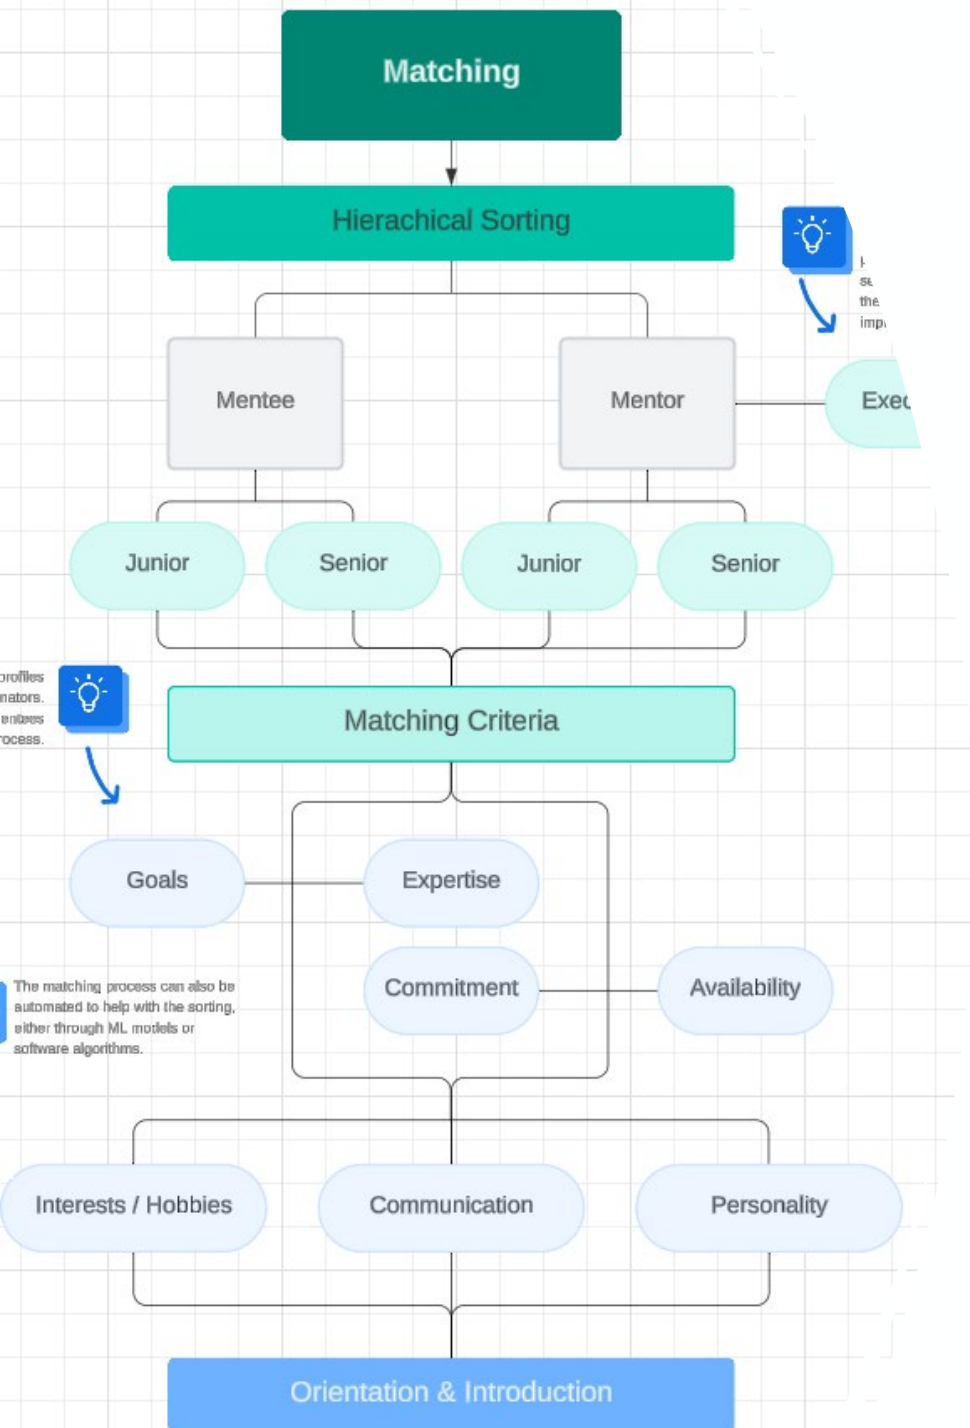 Matching
Hierachical Sorting
the
Mentee
Mentor
Junior
Senior
Junior
Senior
profiles
Matching Criteria
Goals
Expertise
Commitment
Availability
The matching process can also be
automated to help with the sorting,
either through ML models or
software algorithms.
Interests / Hobbies
Communication
Personality
Orientation & Introduction